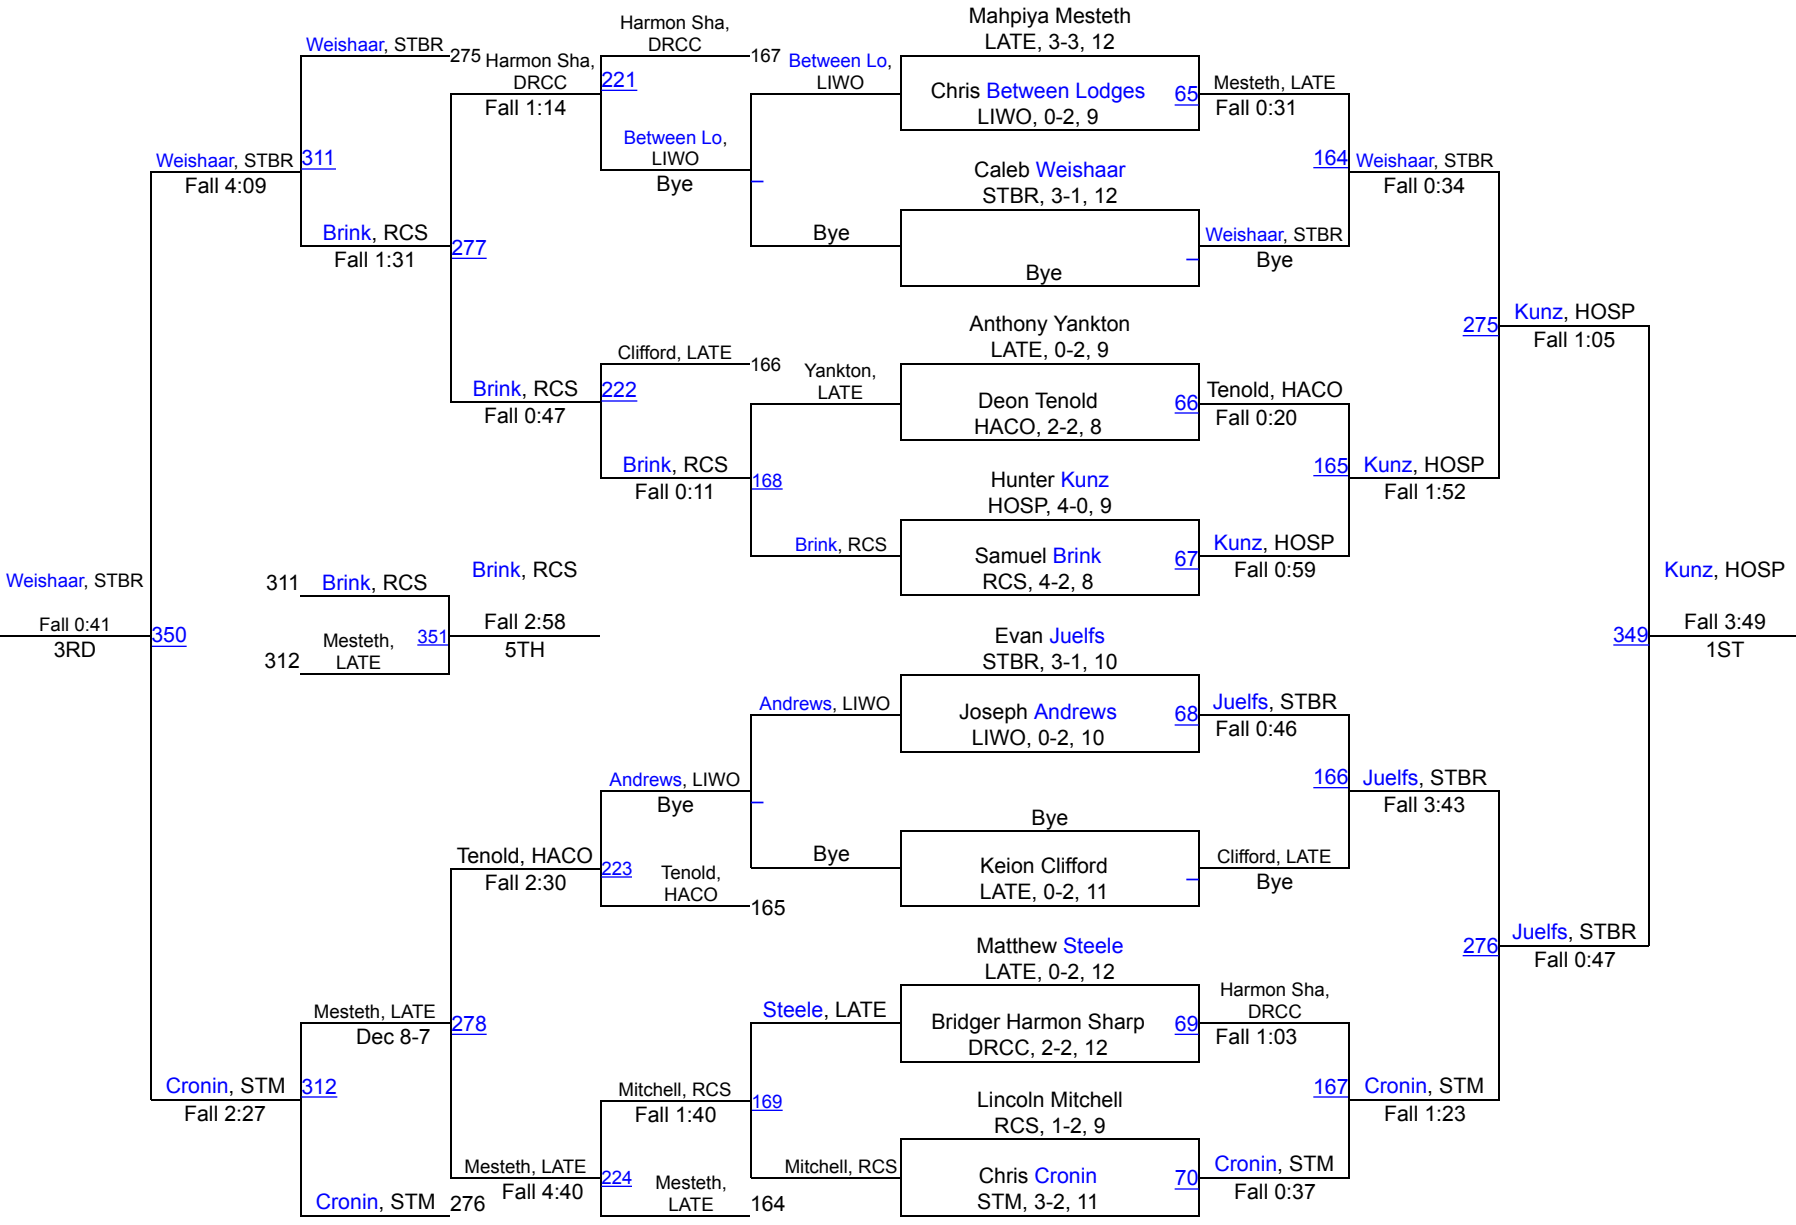 Mahpiya Mesteth
LATE, 3-3, 12
Harmon Sha,
DRCC
Weishaar, STBR
275
Harmon Sha,
DRCC
167
Between Lo,
LIWO
221
Fall 1:14
Chris Between Lodges
LIWO, 0-2, 9
65
Mesteth, LATE
Fall 0:31
Between Lo,
LIWO
Bye
Weishaar, STBR
Fall 4:09
311
Caleb Weishaar
STBR, 3-1, 12
164
Weishaar, STBR
Fall 0:34
Brink, RCS
Fall 1:31
277
Bye
Bye
Weishaar, STBR
Bye
Anthony Yankton
LATE, 0-2, 9
275
Kunz, HOSP
Fall 1:05
Clifford, LATE
166
Yankton,
LATE
Brink, RCS
Fall 0:47
222
Deon Tenold
HACO, 2-2, 8
66
Tenold, HACO
Fall 0:20
Brink, RCS
Fall 0:11
168
Hunter Kunz
HOSP, 4-0, 9
165
Kunz, HOSP
Fall 1:52
Brink, RCS
Samuel Brink
RCS, 4-2, 8
67
Kunz, HOSP
Fall 0:59
Weishaar, STBR
Fall 0:41
3RD
350
311
Brink, RCS
312
Mesteth,
LATE
351
Brink, RCS
Fall 2:58
5TH
Kunz, HOSP
349
Fall 3:49
1ST
Evan Juelfs
STBR, 3-1, 10
Andrews, LIWO
Joseph Andrews
LIWO, 0-2, 10
68
Juelfs, STBR
Fall 0:46
Andrews, LIWO
Bye
166
Juelfs, STBR
Fall 3:43
Bye
Tenold, HACO
Fall 2:30
223
Tenold,
HACO
165
Bye
Keion Clifford
LATE, 0-2, 11
Clifford, LATE
Bye
Matthew Steele
LATE, 0-2, 12
276
Juelfs, STBR
Fall 0:47
Mesteth, LATE
Dec 8-7
278
Steele, LATE
Bridger Harmon Sharp
DRCC, 2-2, 12
69
Harmon Sha,
DRCC
Fall 1:03
Cronin, STM
Fall 2:27
312
Mitchell, RCS
Fall 1:40
169
Lincoln Mitchell
RCS, 1-2, 9
167
Cronin, STM
Fall 1:23
Mesteth, LATE
Fall 4:40
224
Mesteth,
LATE
164
Mitchell, RCS
Chris Cronin
STM, 3-2, 11
70
Cronin, STM
Fall 0:37
Cronin, STM
276